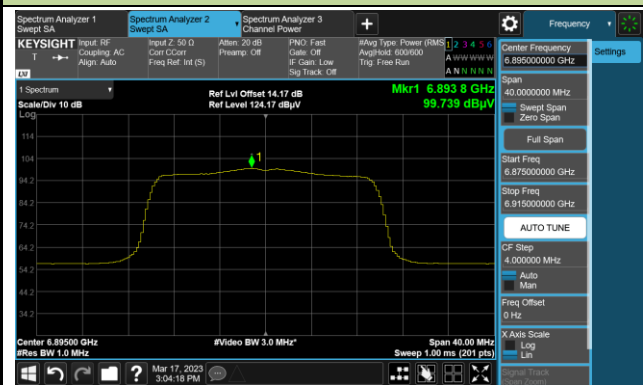 Spectrum Analyzer 1
Swept SA
Spectrum Analyzer 2
Swept SA
Spectrum Analyzer 3
Channel Power
Frequency
KEYSIGHT
Input: RF
Coupling: AC
Align: Auto
Input Z: 50 Ω
Corr CCorr
Freq Ref: Int (S)
Atten: 20 dB
Preamp: Off
PNO: Fast
Gate: Off
IF Gain: Low
Sig Track: Off
#Avg Type: Power (RMS
Avg|Hold: 600/600
Trig: Free Run
1 2 3 4 5 6
A W W W W W
A N N N N N
T
LVI
1 Spectrum
Scale/Div 10 dB
Log
Ref Lvl Offset 14.17 dB
Ref Level 124.17 dBµV
Mkr1 6.893 8 GHz
99.739 dBµV
114
104
94.2
84.2
74.2
64.2
54.2
44.2
34.2
1
Center 6.89500 GHz
#Res BW 1.0 MHz
#Video BW 3.0 MHz*
Span 40.00 MHz
Sweep 1.00 ms (201 pts)
Mar 17, 2023
3:04:18 PM
Settings
Center Frequency
6.895000000 GHz
Span
40.0000000 MHz
Swept Span
Zero Span
Full Span
Start Freq
6.875000000 GHz
Stop Freq
6.915000000 GHz
AUTO TUNE
CF Step
4.000000 MHz
Auto
Man
Freq Offset
0 Hz
X Axis Scale
Log
Lin
Signal Track
(Span Zoom)